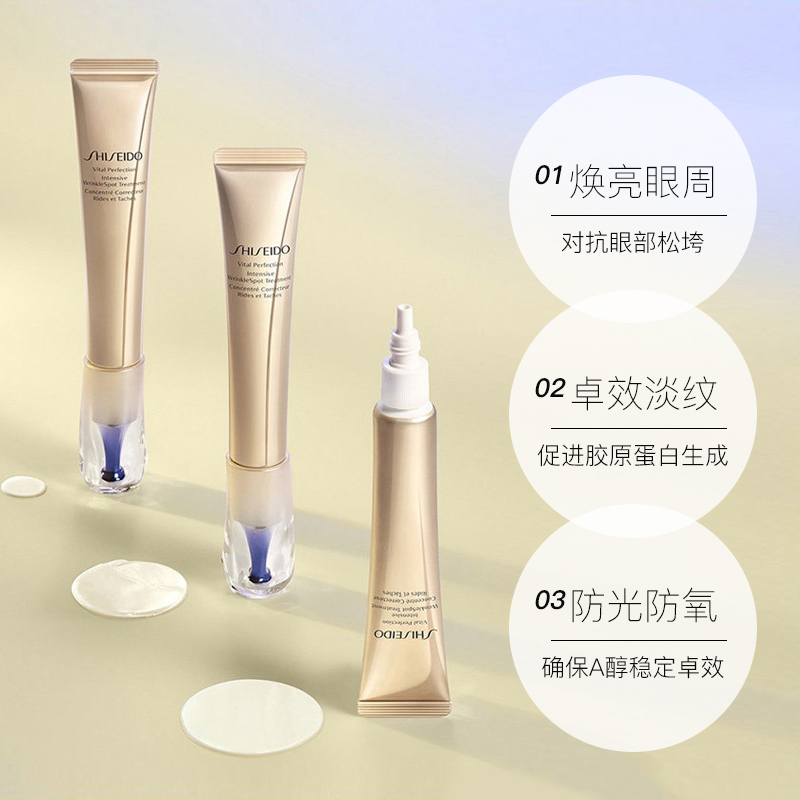 SHISEIDO
Vital Perfection
Intensive
WrinkleSpot Treatment
Concentré Correcteur
Rides et Taches
SHISEIDO
Vital Perfection
Intensive
WrinkleSpot Treatment
Concentré Correcteur
Rides et Taches
SHISEIDO
Vital Perfection
Intensive
WrinkleSpot Treatment
Concentré Correcteur
Rides et Taches
01 焕亮眼周
对抗眼部松垮
02 卓效淡纹
促进胶原蛋白生成
03 防光防氧
确保A醇稳定卓效